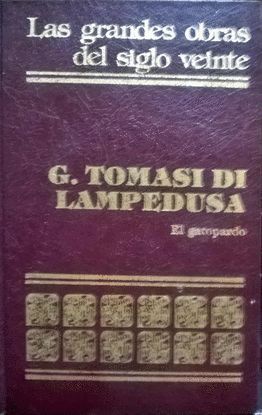 Las grandes obras
del siglo veinte
G. TOMASI DI
LAMPEDUSA
El gatopardo